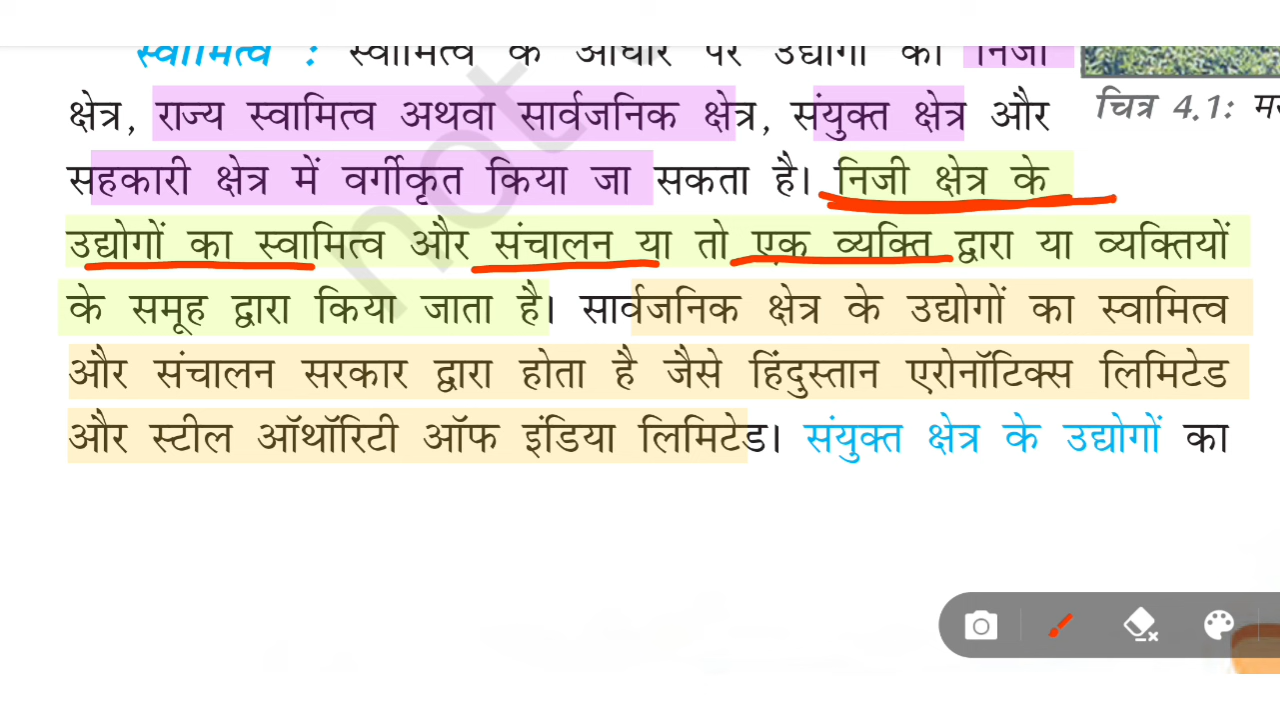 स्वामित्व : स्वामित्व के आधार पर उद्योगों को निजी
क्षेत्र, राज्य स्वामित्व अथवा सार्वजनिक क्षेत्र, संयुक्त क्षेत्र और
चित्र 4.1:
सहकारी क्षेत्र में वर्गीकृत किया जा सकता है। निजी क्षेत्र के
उद्योगों का स्वामित्व और संचालन या तो एक व्यक्ति द्वारा या व्यक्तियों
के समूह द्वारा किया जाता है। सार्वजनिक क्षेत्र के उद्योगों का स्वामित्व
और संचालन सरकार द्वारा होता है जैसे हिंदुस्तान एरोनॉटिक्स लिमिटेड
और स्टील ऑथॉरिटी ऑफ इंडिया लिमिटेड। संयुक्त क्षेत्र के उद्योगों का
not